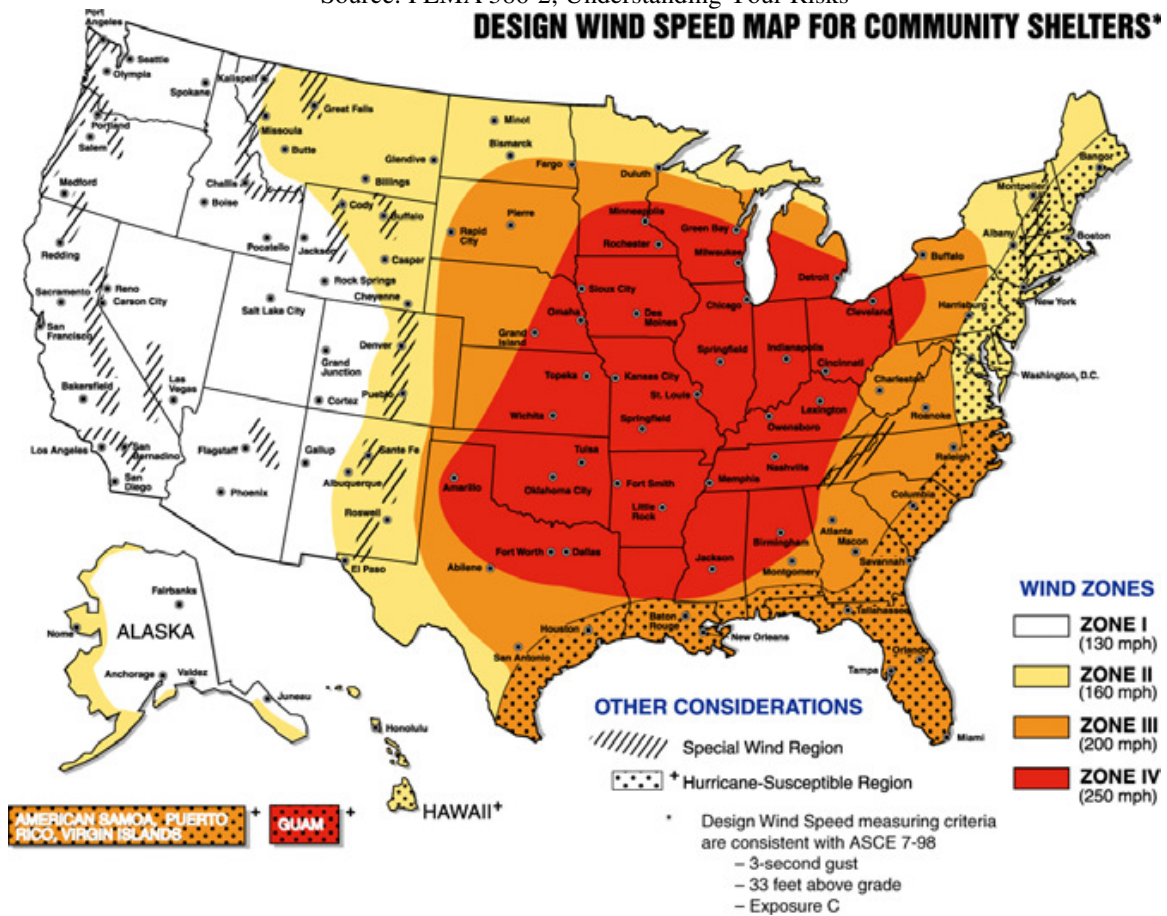 Source: FEMA 386-2, Understanding Your Risks
DESIGN WIND SPEED MAP FOR COMMUNITY SHELTERS*
Port
Angeles
Seattle
Olympia
Spokane
Kalispell
Great Falls
Missoula
Butte
Glendive
Billings
Minot
Bismarck
Fargo
Duluth
Portland
Salem
Medford
Challis
Boise
Pocatello
Jackson
Cody
Buffalo
Casper
Rock Springs
Cheyenne
Rapid
City
Pierre
Minneapolis
Rochester
Green Bay
Milwaukee
Detroit
Buffalo
Albany
Montpelier
Bangor
Boston
New York
Redding
Sacramento
Reno
Carson City
San
Francisco
Salt Lake City
Sioux City
Omaha
Des
Moines
Grand
Island
Chicago
Cleveland
Harrisburg
Washington, D.C.
Denver
Grand
Junction
Pueblo
Cortez
Topeka
Kansas City
Wichita
Springfield
St. Louis
Springfield
Indianapolis
Cincinnati
Lexington
Owensboro
Charleston
Roanoke
Raleigh
Bakersfield
Las
Vegas
Los Angeles
San
Bernadino
San
Diego
Flagstaff
Phoenix
Gallup
Sante Fe
Albuquerque
Roswell
El Paso
Amarillo
Tulsa
Oklahoma City
Fort Smith
Little
Rock
Memphis
Nashville
Fort Worth
Dallas
Abilene
Jackson
Birmingham
Montgomery
Atlanta
Macon
Columbia
Savannah
Tallahassee
Houston
San Antonio
Baton
Rouge
New Orleans
Orlando
Tampa
Miami
Fairbanks
Nome
ALASKA
Anchorage
Valdez
Juneau
Honolulu
HAWAII+
AMERICAN SAMOA, PUERTO
RICO, VIRGIN ISLANDS
+
GUAM
+
WIND ZONES
ZONE I
(130 mph)
ZONE II
(160 mph)
ZONE III
(200 mph)
ZONE IV
(250 mph)
OTHER CONSIDERATIONS
Special Wind Region
+ Hurricane-Susceptible Region
* Design Wind Speed measuring criteria
are consistent with ASCE 7-98
– 3-second gust
– 33 feet above grade
– Exposure C